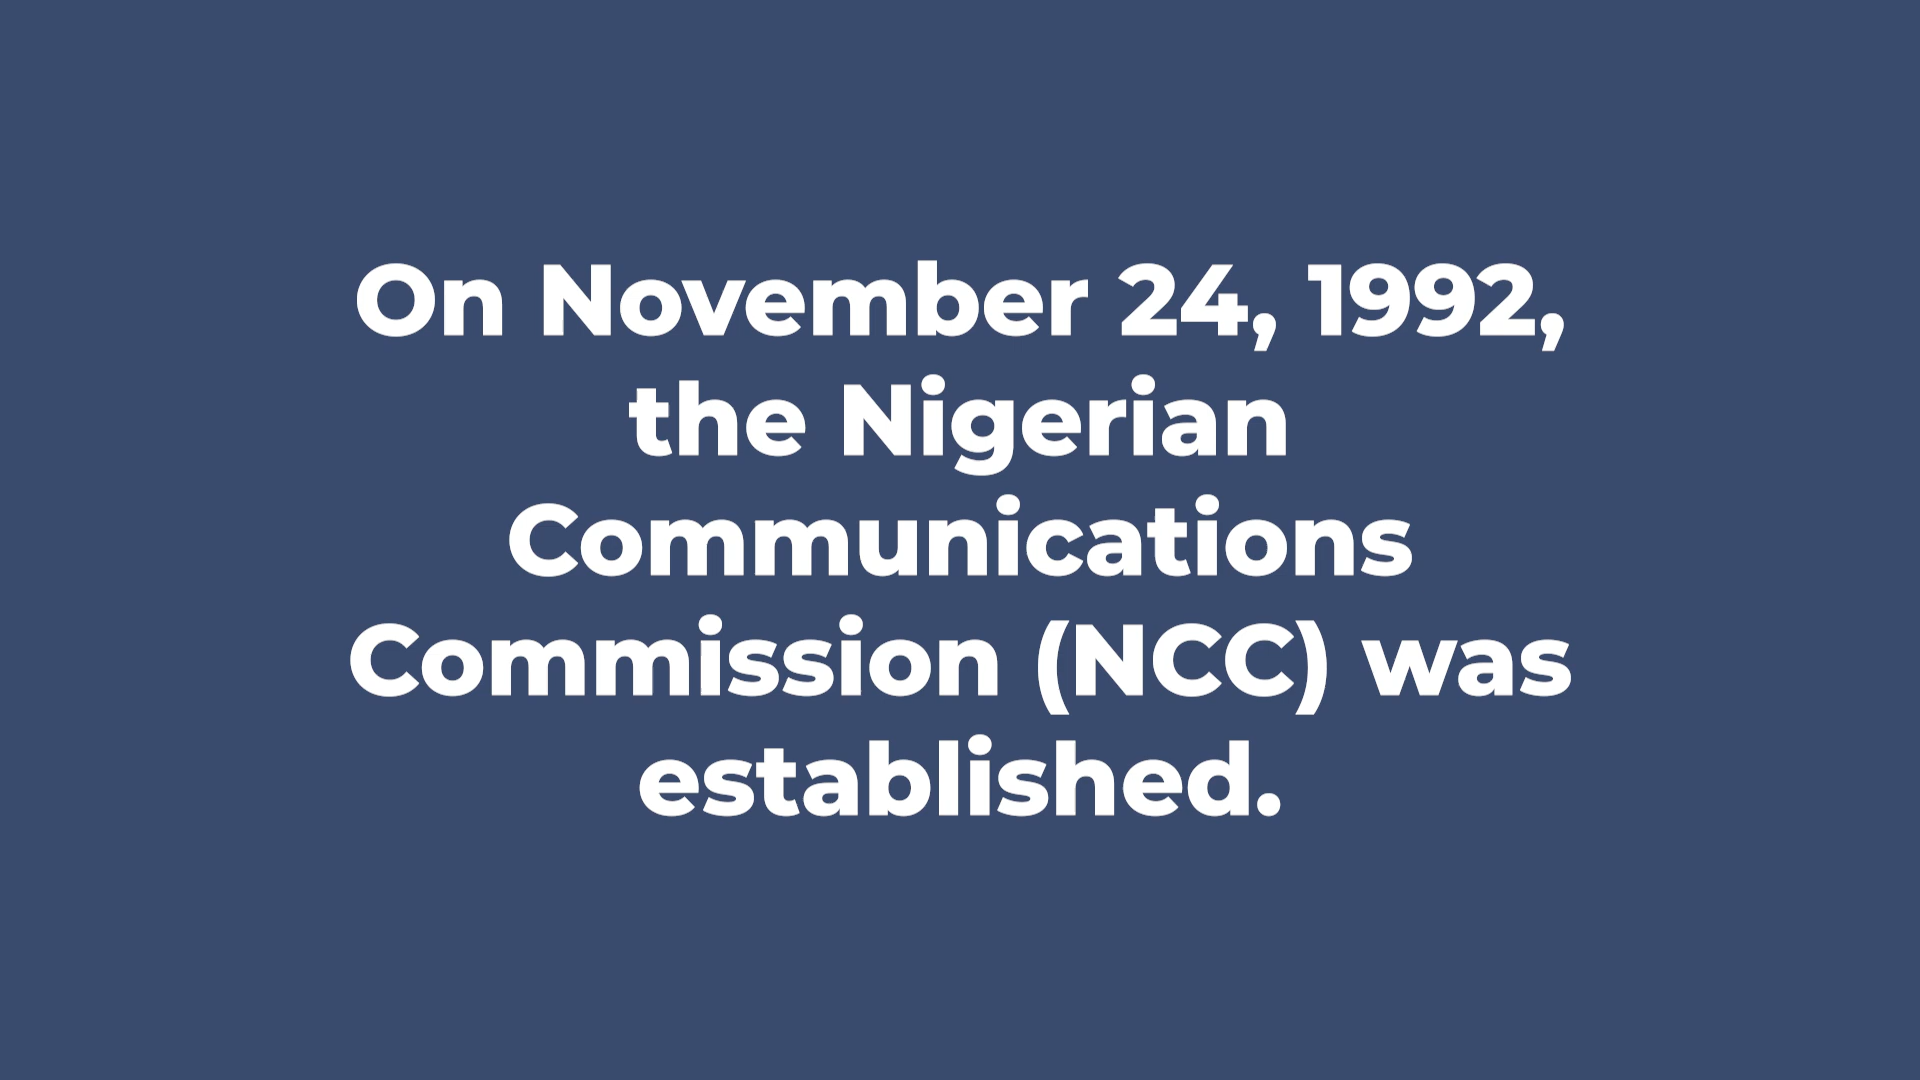 On November 24, 1992,
the Nigerian
Communications
Commission (NCC) was
established.